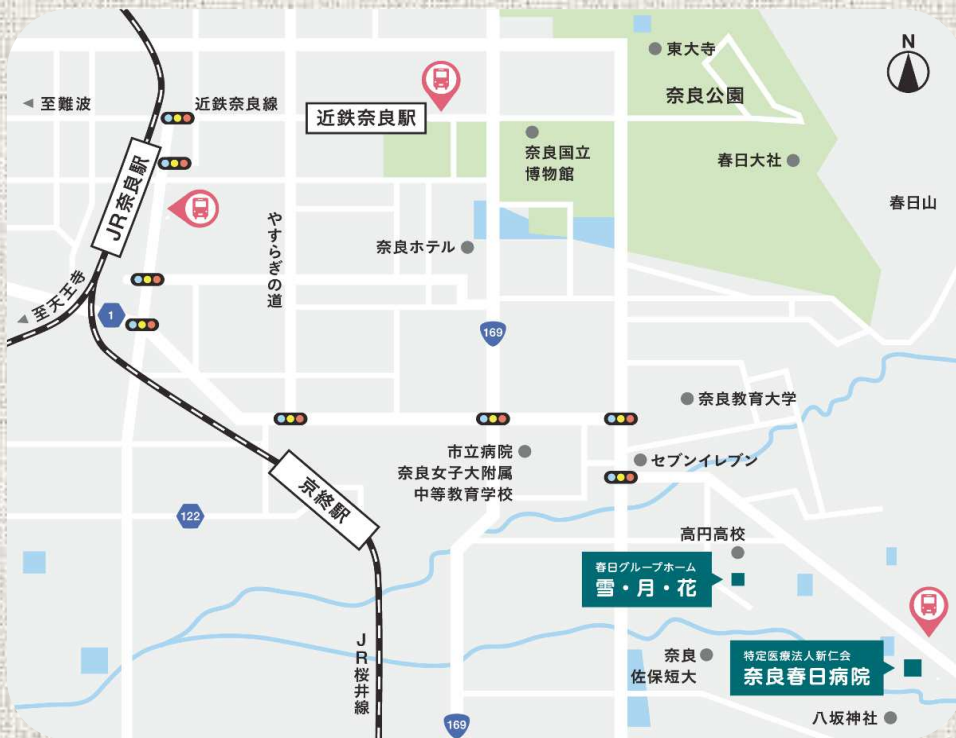 東大寺
N
奈良公園
至難波
近鉄奈良線
近鉄奈良駅
奈良国立
博物館
春日大社
春日山
JR奈良駅
やすらぎの道
奈良ホテル
至天王寺
1
169
奈良教育大学
市立病院
奈良女子大附属
中等教育学校
セブンイレブン
京終駅
122
高円高校
春日グループホーム
雪・月・花
JR桜井線
奈良
佐保短大
特定医療法人新仁会
奈良春日病院
八坂神社
169